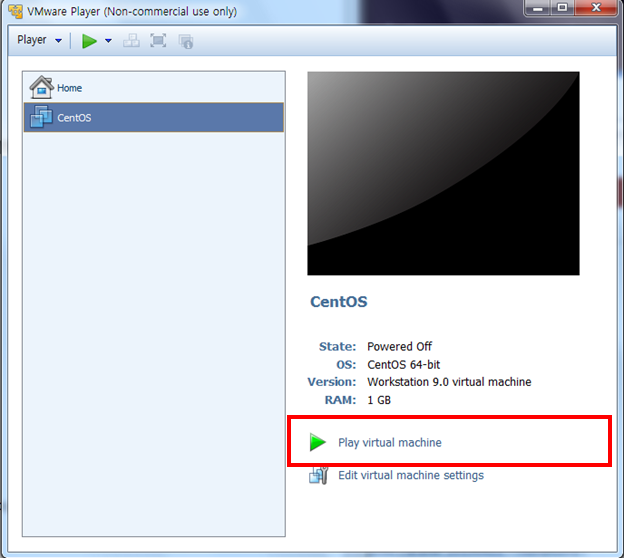 VMware Player (Non-commercial use only)
Player
Home
CentOS
CentOS
State: Powered Off
OS: CentOS 64-bit
Version: Workstation 9.0 virtual machine
RAM: 1 GB
Play virtual machine
Edit virtual machine settings